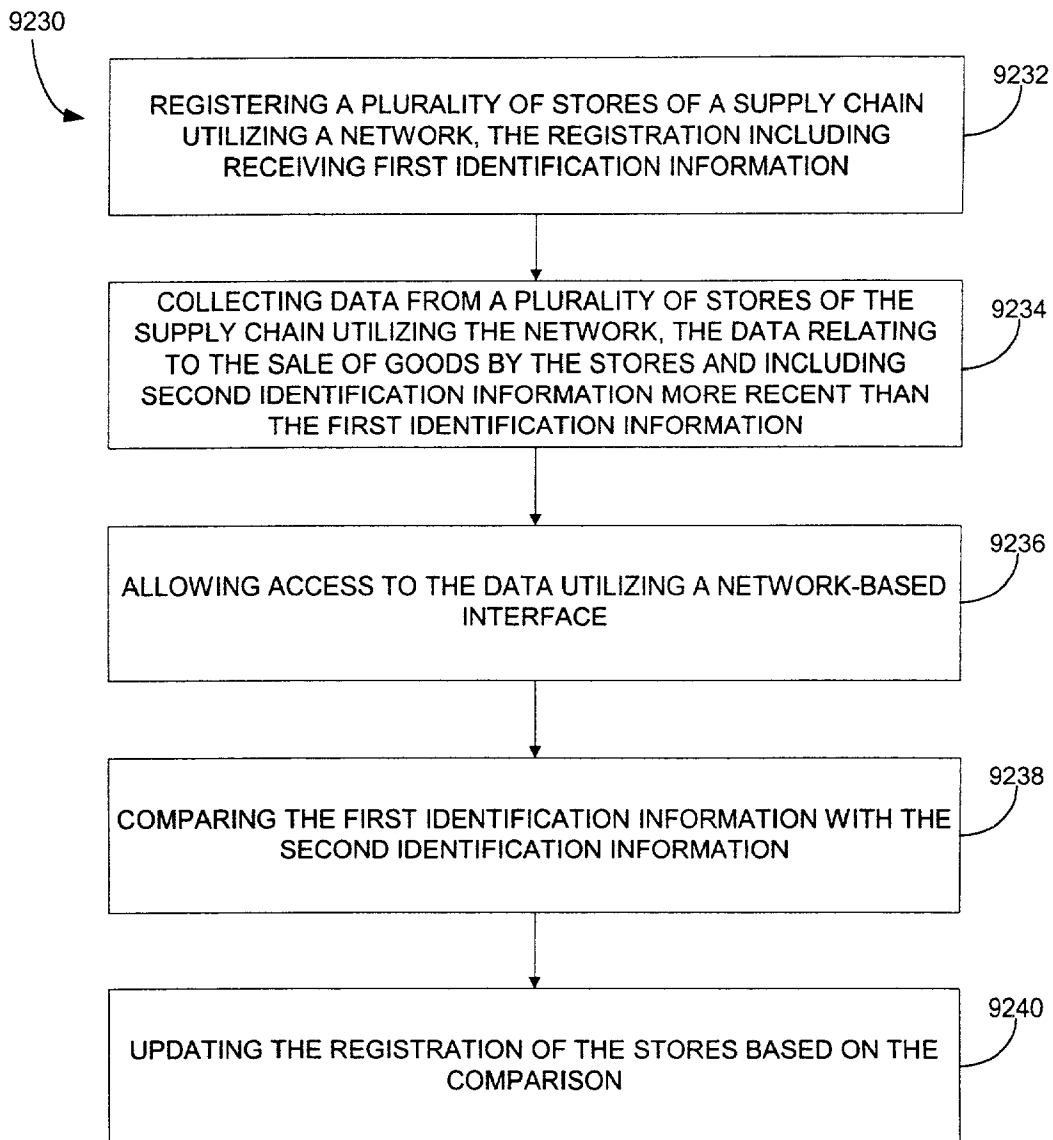 9230
9232
REGISTERING A PLURALITY OF STORES OF A SUPPLY CHAIN
UTILIZING A NETWORK, THE REGISTRATION INCLUDING
RECEIVING FIRST IDENTIFICATION INFORMATION
9234
COLLECTING DATA FROM A PLURALITY OF STORES OF THE
SUPPLY CHAIN UTILIZING THE NETWORK, THE DATA RELATING
TO THE SALE OF GOODS BY THE STORES AND INCLUDING
SECOND IDENTIFICATION INFORMATION MORE RECENT THAN
THE FIRST IDENTIFICATION INFORMATION
9236
ALLOWING ACCESS TO THE DATA UTILIZING A NETWORK-BASED
INTERFACE
9238
COMPARING THE FIRST IDENTIFICATION INFORMATION WITH THE
SECOND IDENTIFICATION INFORMATION
9240
UPDATING THE REGISTRATION OF THE STORES BASED ON THE
COMPARISON